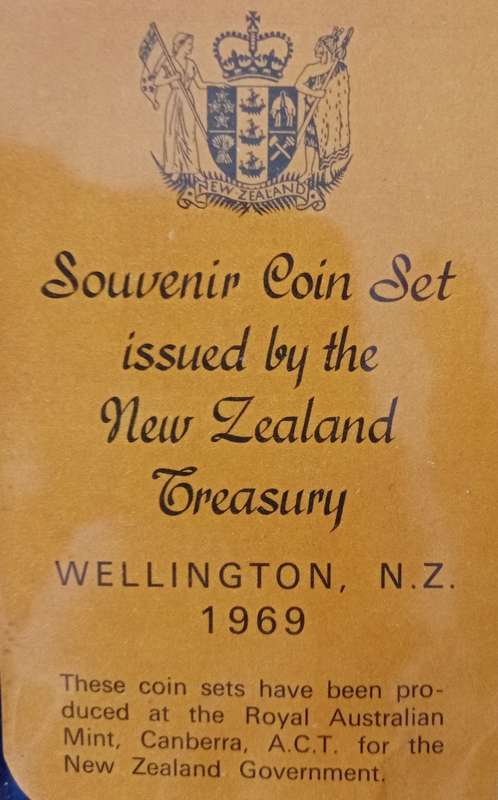 NEW ZEALAND
Souvenir Coin Set
issued by the
New Zealand
Treasury
WELLINGTON, N.Z.
1969
These coin sets have been pro-
duced at the Royal Australian
Mint, Canberra, A.C.T. for the
New Zealand Government.